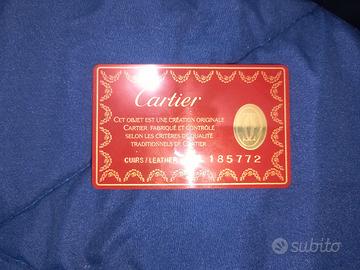 Cartier
CET OBJET EST UNE CRÉATION ORIGINALE
CARTIER, FABRIQUÉ ET CONTRÔLÉ
SELON LES CRITÈRES DE QUALITÉ
TRADITIONNELS DE CARTIER
CUIRS/LEATHER 185772
subito